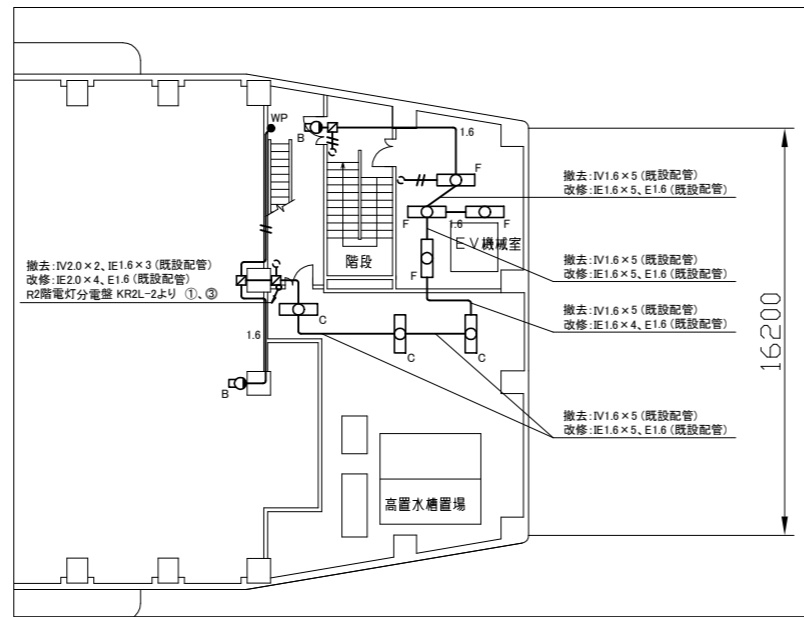 WP
B
1.6
F
撤去:IV1.6×5 (既設配管)
改修:IE1.6×5、E1.6 (既設配管)
F
1.6
F
EV機械室
階段
F
撤去:IV1.6×5 (既設配管)
改修:IE1.6×5、E1.6 (既設配管)
撤去:IV2.0×2、IE1.6×3 (既設配管)
改修:IE2.0×4、E1.6 (既設配管)
R2階電灯分電盤 KR2L-2より ①、③
撤去:IV1.6×5 (既設配管)
改修:IE1.6×4、E1.6 (既設配管)
C
1.6
C
C
B
撤去:IV1.6×5 (既設配管)
改修:IE1.6×5、E1.6 (既設配管)
高置水槽置場
16200